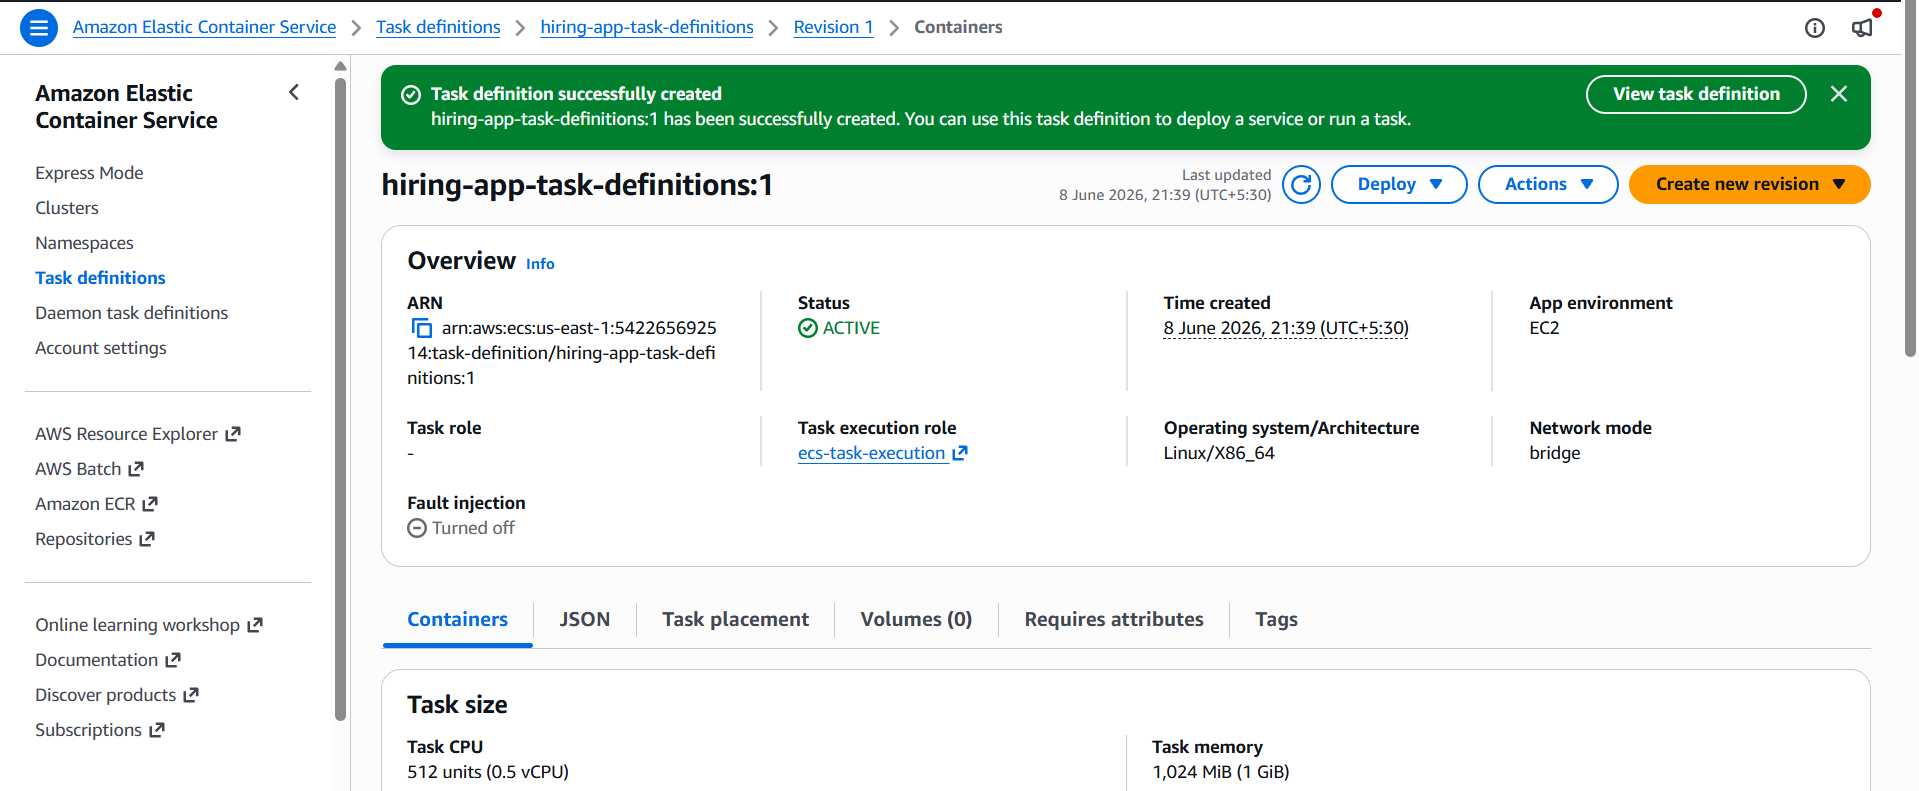 Amazon Elastic Container Service > Task definitions > hiring-app-task-definitions > Revision 1 > Containers
Amazon Elastic
Container Service
Express Mode
Clusters
Namespaces
Task definitions
Daemon task definitions
Account settings
AWS Resource Explorer
AWS Batch
Amazon ECR
Repositories
Online learning workshop
Documentation
Discover products
Subscriptions
Task definition successfully created
hiring-app-task-definitions:1 has been successfully created. You can use this task definition to deploy a service or run a task.
View task definition
hiring-app-task-definitions:1
Last updated
8 June 2026, 21:39 (UTC+5:30)
Deploy
Actions
Create new revision
Overview Info
ARN
arn:aws:ecs:us-east-1:5422656925
14:task-definition/hiring-app-task-defi
nitions:1
Status
ACTIVE
Time created
8 June 2026, 21:39 (UTC+5:30)
App environment
EC2
Task role
-
Task execution role
ecs-task-execution
Operating system/Architecture
Linux/X86_64
Network mode
bridge
Fault injection
Turned off
Containers
JSON
Task placement
Volumes (0)
Requires attributes
Tags
Task size
Task CPU
512 units (0.5 vCPU)
Task memory
1,024 MiB (1 GiB)